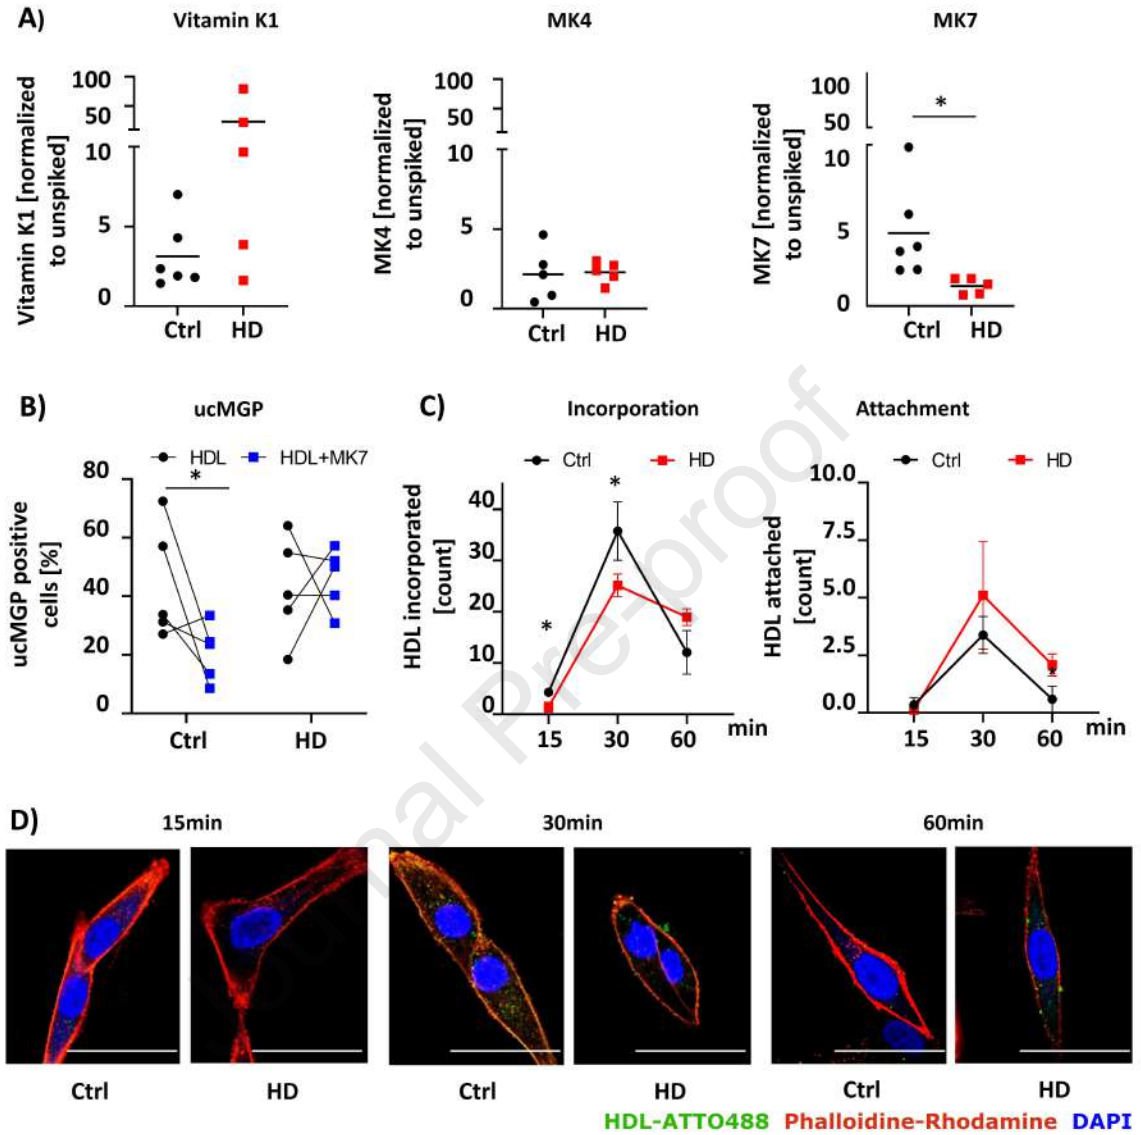 A)
Vitamin K1
MK4
MK7
Vitamin K1 [normalized
to unspiked]
100
50
10
5
0
Ctrl
HD
MK4 [normalized
to unspiked]
100
50
10
5
0
Ctrl
HD
MK7 [normalized
to unspiked]
100
50
10
5
0
*
Ctrl
HD
B)
ucMGP
HDL
HDL+MK7
*
ucMGP positive
cells [%]
80
60
40
20
0
Ctrl
HD
C)
Incorporation
Ctrl
HD
HDL incorporated
[count]
40
30
20
10
0
*
*
15
30
60
min
Attachment
Ctrl
HD
HDL attached
[count]
10.0
7.5
5.0
2.5
0.0
*
15
30
60
min
D)
15min
30min
60min
Ctrl
HD
Ctrl
HD
Ctrl
HD
HDL-ATTO488 Phalloidine-Rhodamine DAPI
Journal Pre-proof